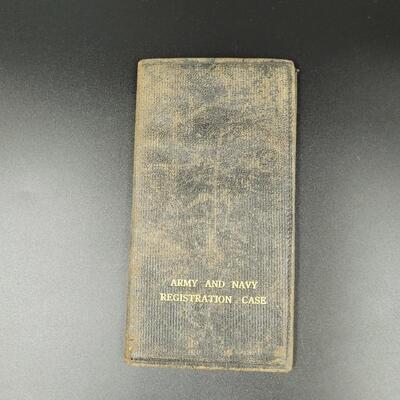 ARMY AND NAVY
REGISTRATION CASE